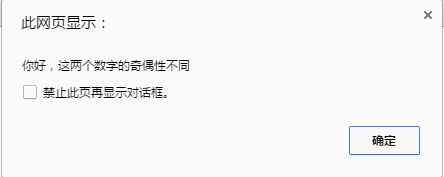 此网页显示：
你好，这两个数字的奇偶性不同
禁止此页再显示对话框。
确定